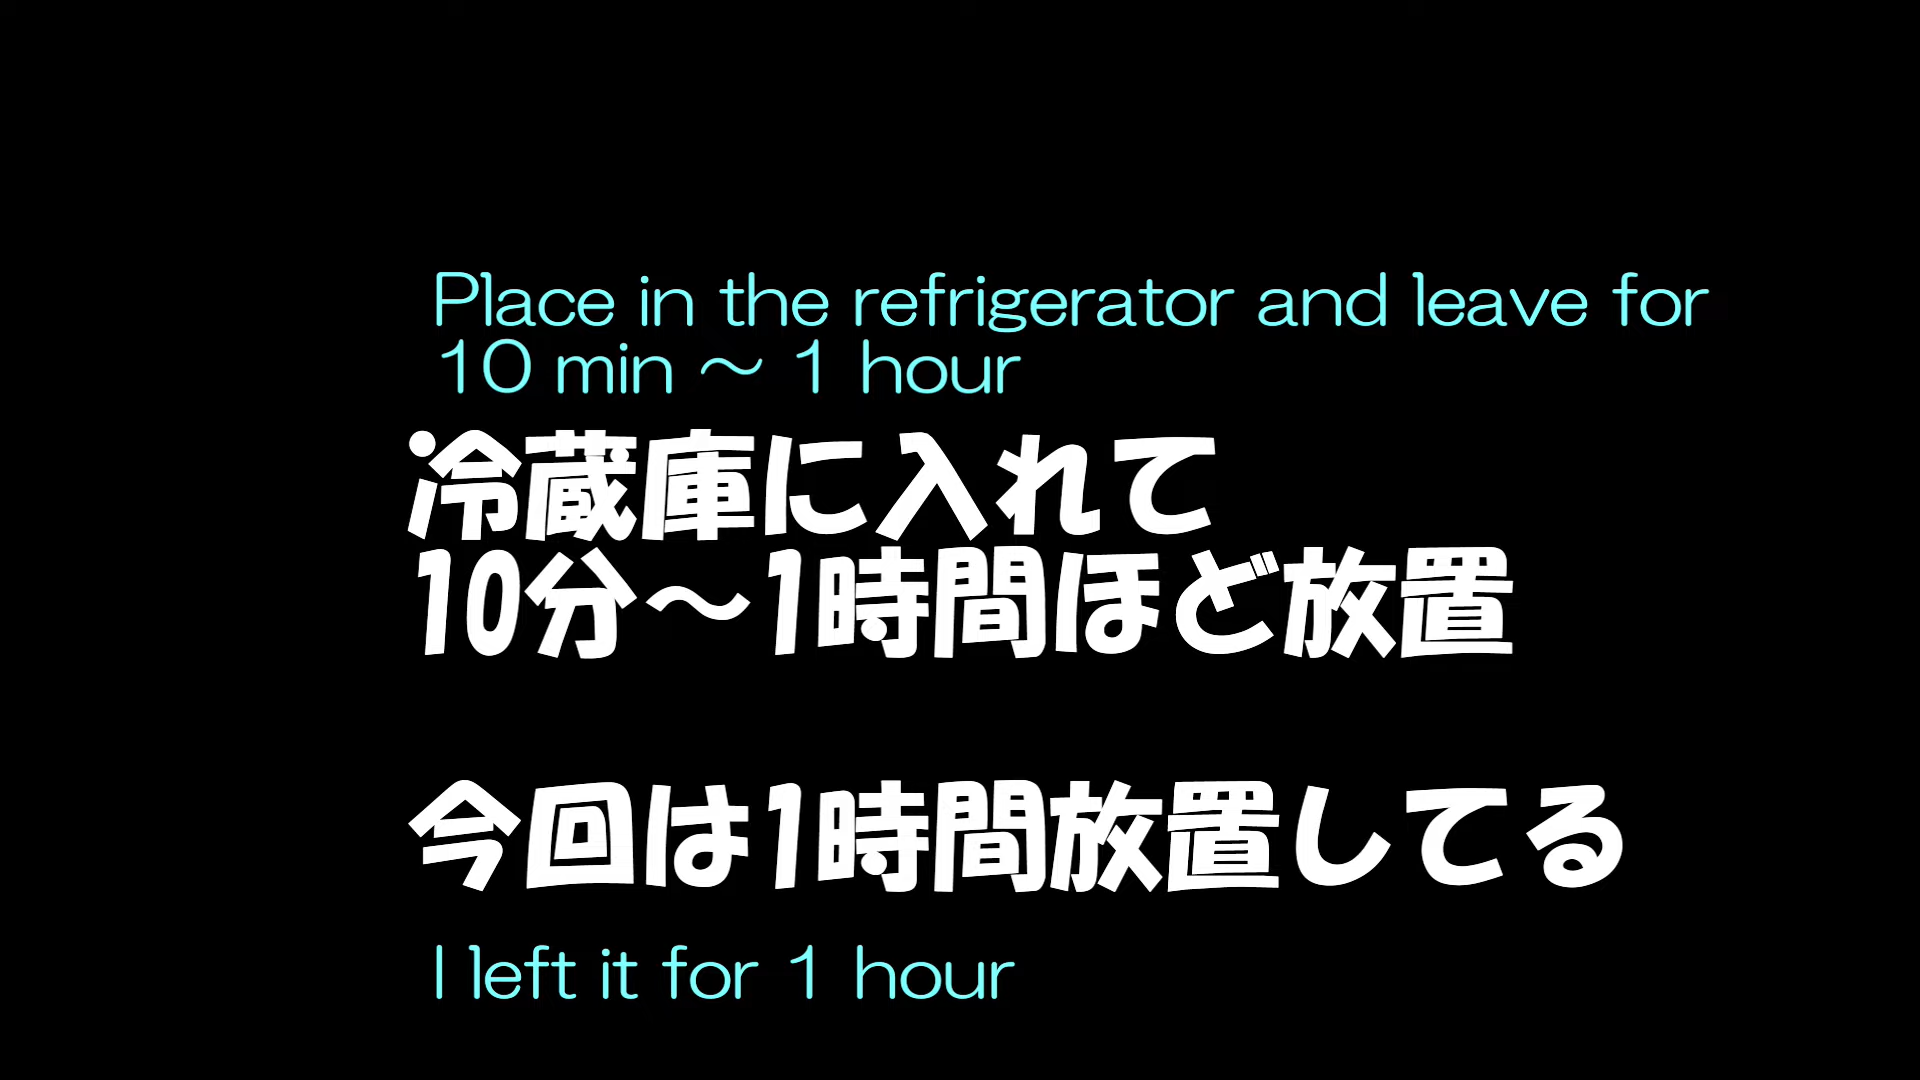 Place in the refrigerator and leave for
10 min ～ 1 hour
冷蔵庫に入れて
10分～1時間ほど放置
今回は1時間放置してる
I left it for 1 hour